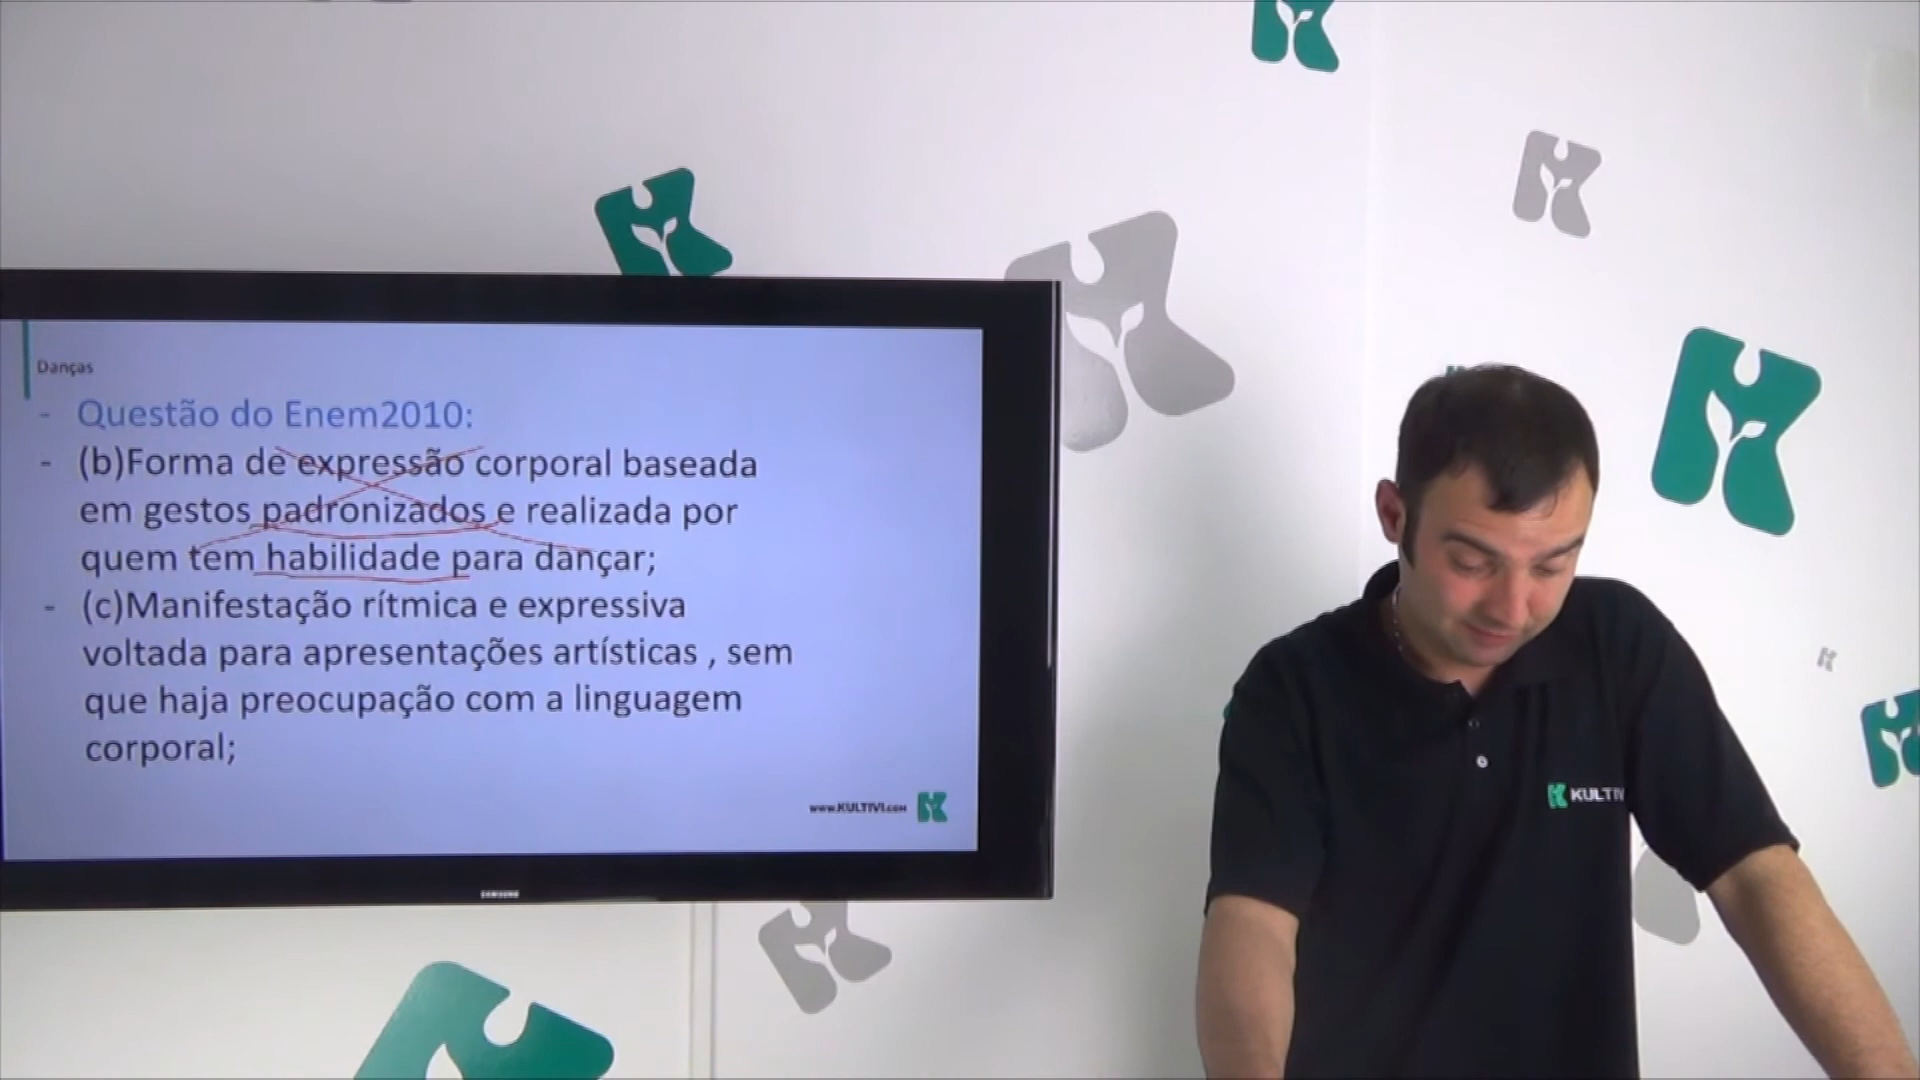 Danças
- Questão do Enem2010:
- (b)Forma de expressão corporal baseada
em gestos padronizados e realizada por
quem tem habilidade para dançar;
- (c)Manifestação rítmica e expressiva
voltada para apresentações artísticas , sem
que haja preocupação com a linguagem
corporal;
www.KULTIVI.com
SAMSUNG
KULTIV